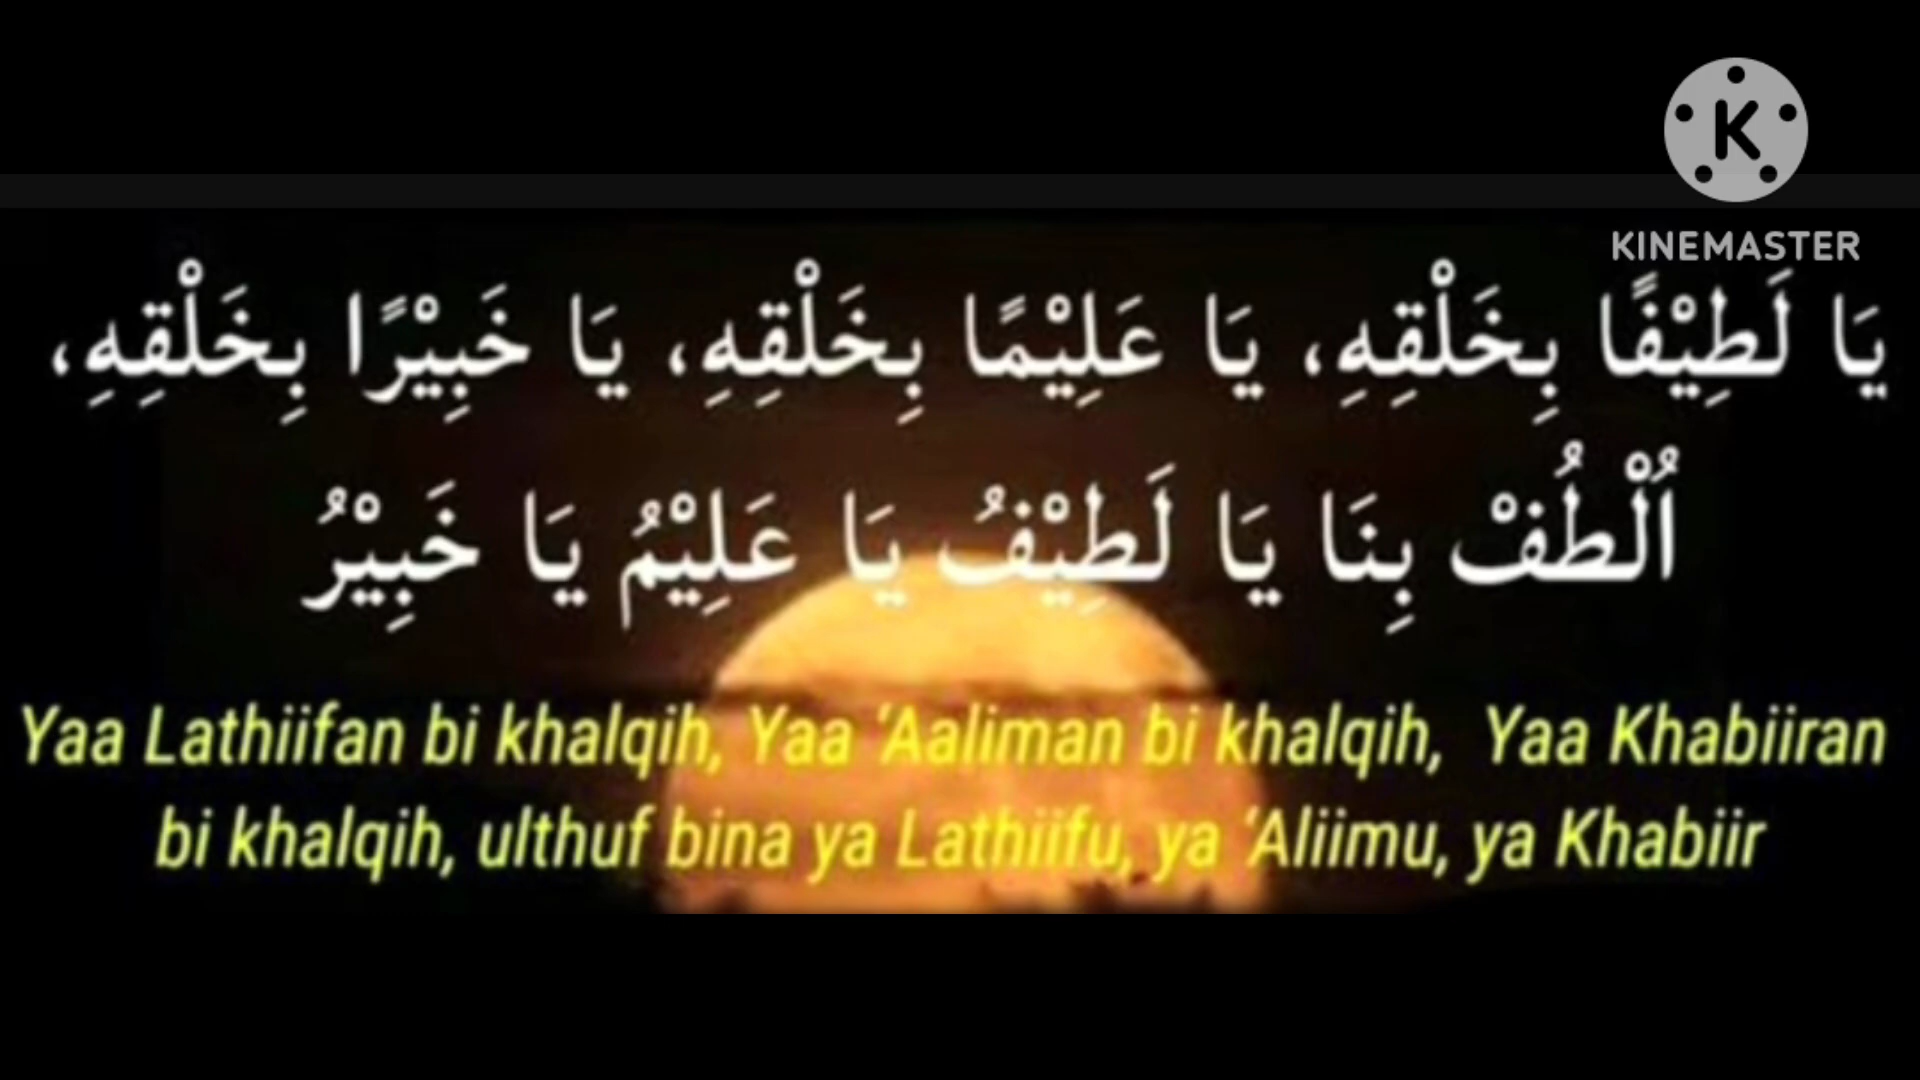 KINEMASTER
يَا لَطِيْفًا بِخَلْقِهِ، يَا عَلِيْمًا بِخَلْقِهِ، يَا خَبِيْرًا بِخَلْقِهِ،
اُلْطُفْ بِنَا يَا لَطِيْفُ يَا عَلِيْمُ يَا خَبِيْرُ
Yaa Lathiifan bi khalqih, Yaa ‘Aaliman bi khalqih, Yaa Khabiiran
bi khalqih, ulthuf bina ya Lathiifu, ya ‘Aliimu, ya Khabiir